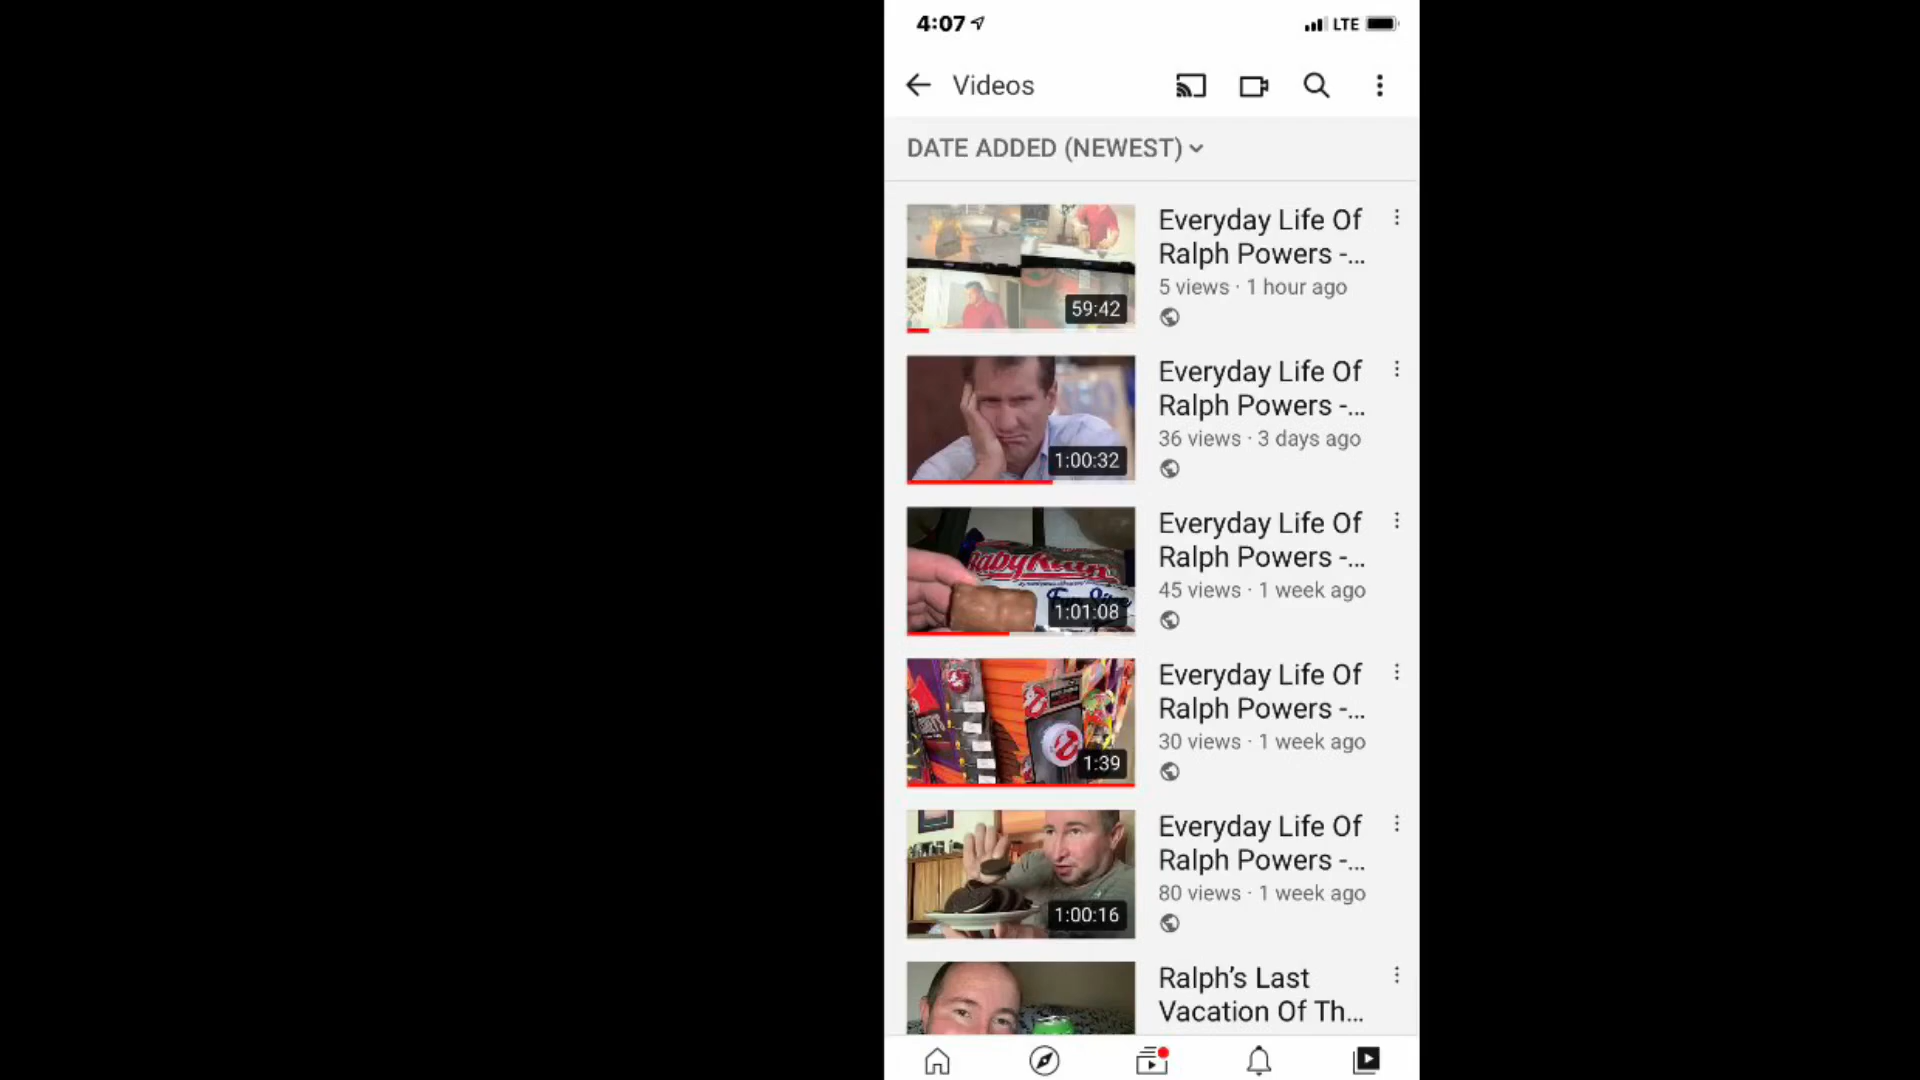 4:07
LTE
Videos
DATE ADDED (NEWEST)
Everyday Life Of
Ralph Powers -...
5 views · 1 hour ago
59:42
Everyday Life Of
Ralph Powers -...
36 views · 3 days ago
1:00:32
Everyday Life Of
Ralph Powers -...
45 views · 1 week ago
BabyRuth
Fun Size
1:01:08
Everyday Life Of
Ralph Powers -...
30 views · 1 week ago
1:39
Everyday Life Of
Ralph Powers -...
80 views · 1 week ago
1:00:16
Ralph’s Last
Vacation Of Th...